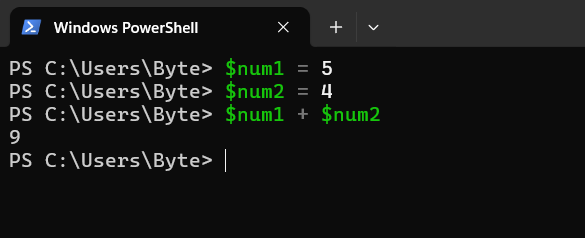 Windows PowerShell
PS C:\Users\Byte> $num1 = 5
PS C:\Users\Byte> $num2 = 4
PS C:\Users\Byte> $num1 + $num2
9
PS C:\Users\Byte>